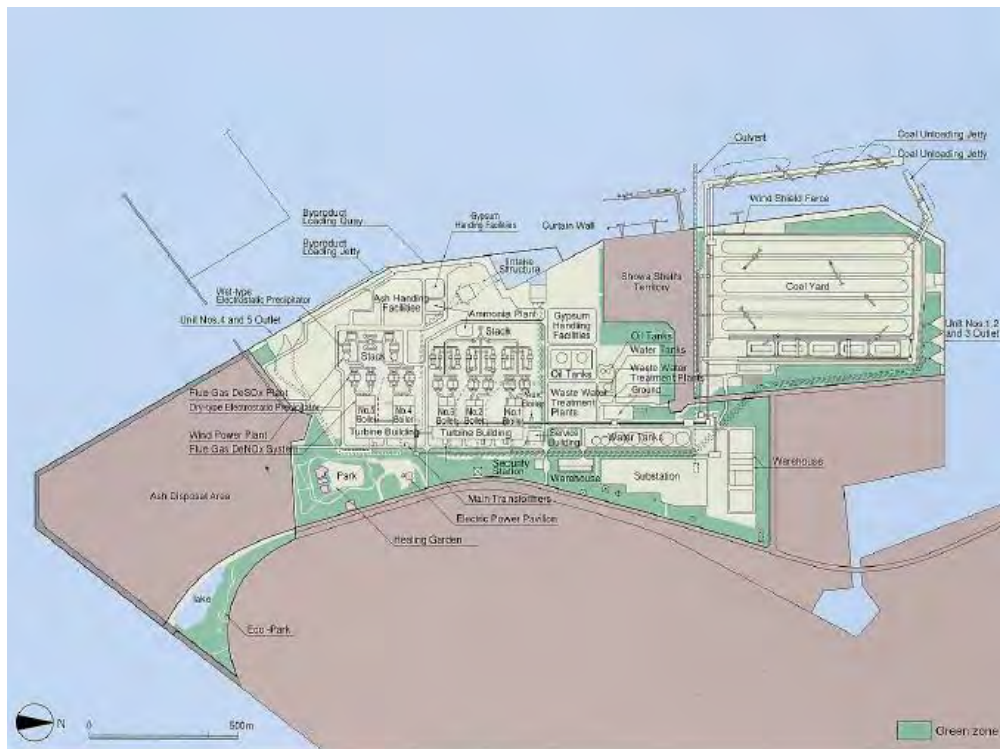 Culvert
Coal Unloading Jetty
Coal Unloading Jetty
Wind Shield Farce
Byproduct
Loading Quay
Gypsum
Handing Facilities
Curtain Wall
Byproduct
Loading Jetty
Intake
Structure
Showa Shell's
Territory
Coal Yard
Wet-type
Electrostatic Precipitator
Ash Handing
Facilities
Unit Nos.4 and 5 Outlet
Ammonia Plant
Stack
Gypsum
Handling
Facilities
Unit Nos.1,2
and 3 Outlet
Oil Tanks
Water Tanks
Stack
Oil Tanks
Waste Water
Treatment Plants
Ground
Flue Gas DeSOx Plant
Dry-type Electrostatic Precipitator
Waste Water
Treatment
Plants
No.5
Boiler
No.4
Boiler
No.3
Boiler
No.2
Boiler
No.1
Boiler
Wind Power Plant
Flue Gas DeNOx System
Turbine Building
Turbine Building
Service
Building
Water Tanks
Warehouse
Security
Station
Park
Warehouse
Substation
Ash Disposal Area
Main Transformers
Electric Power Pavilion
Healing Garden
lake
Eco-Park
N
0
500m
Green zone